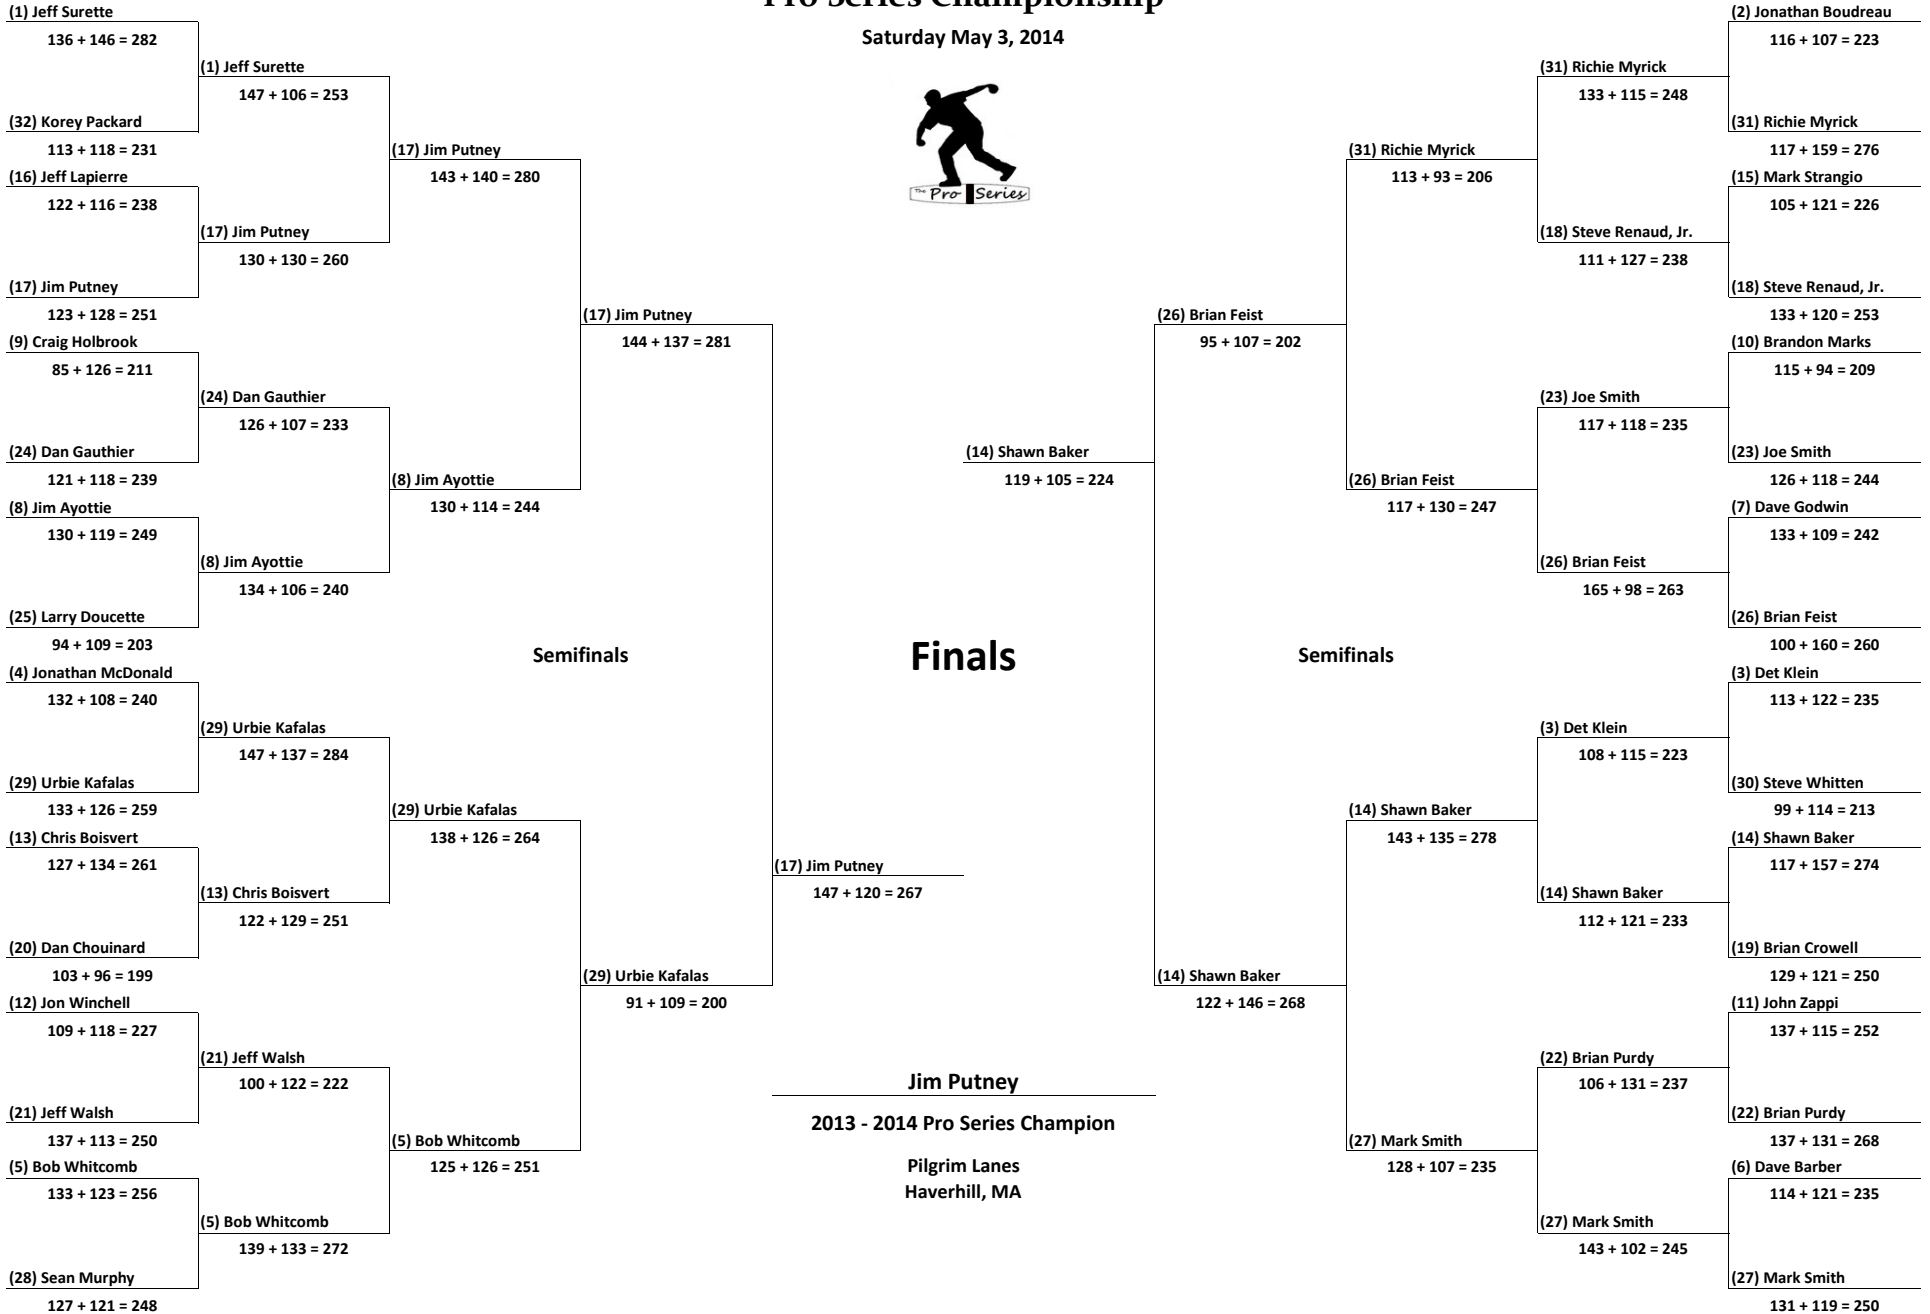 Pro Series Championship
Saturday May 3, 2014
The Pro Series
(1) Jeff Surette
136 + 146 = 282
(32) Korey Packard
113 + 118 = 231
(16) Jeff Lapierre
122 + 116 = 238
(17) Jim Putney
123 + 128 = 251
(9) Craig Holbrook
85 + 126 = 211
(24) Dan Gauthier
121 + 118 = 239
(8) Jim Ayottie
130 + 119 = 249
(25) Larry Doucette
94 + 109 = 203
(4) Jonathan McDonald
132 + 108 = 240
(29) Urbie Kafalas
133 + 126 = 259
(13) Chris Boisvert
127 + 134 = 261
(20) Dan Chouinard
103 + 96 = 199
(12) Jon Winchell
109 + 118 = 227
(21) Jeff Walsh
137 + 113 = 250
(5) Bob Whitcomb
133 + 123 = 256
(28) Sean Murphy
127 + 121 = 248
(1) Jeff Surette
147 + 106 = 253
(17) Jim Putney
130 + 130 = 260
(24) Dan Gauthier
126 + 107 = 233
(8) Jim Ayottie
134 + 106 = 240
(29) Urbie Kafalas
147 + 137 = 284
(13) Chris Boisvert
122 + 129 = 251
(21) Jeff Walsh
100 + 122 = 222
(5) Bob Whitcomb
139 + 133 = 272
(17) Jim Putney
143 + 140 = 280
(8) Jim Ayottie
130 + 114 = 244
(29) Urbie Kafalas
138 + 126 = 264
(5) Bob Whitcomb
125 + 126 = 251
(17) Jim Putney
144 + 137 = 281
Semifinals
(29) Urbie Kafalas
91 + 109 = 200
(17) Jim Putney
147 + 120 = 267
Finals
(14) Shawn Baker
119 + 105 = 224
Jim Putney
2013 - 2014 Pro Series Champion
Pilgrim Lanes
Haverhill, MA
(26) Brian Feist
95 + 107 = 202
Semifinals
(14) Shawn Baker
122 + 146 = 268
(31) Richie Myrick
113 + 93 = 206
(26) Brian Feist
117 + 130 = 247
(14) Shawn Baker
143 + 135 = 278
(27) Mark Smith
128 + 107 = 235
(31) Richie Myrick
133 + 115 = 248
(18) Steve Renaud, Jr.
111 + 127 = 238
(23) Joe Smith
117 + 118 = 235
(26) Brian Feist
165 + 98 = 263
(3) Det Klein
108 + 115 = 223
(14) Shawn Baker
112 + 121 = 233
(22) Brian Purdy
106 + 131 = 237
(27) Mark Smith
143 + 102 = 245
(2) Jonathan Boudreau
116 + 107 = 223
(31) Richie Myrick
117 + 159 = 276
(15) Mark Strangio
105 + 121 = 226
(18) Steve Renaud, Jr.
133 + 120 = 253
(10) Brandon Marks
115 + 94 = 209
(23) Joe Smith
126 + 118 = 244
(7) Dave Godwin
133 + 109 = 242
(26) Brian Feist
100 + 160 = 260
(3) Det Klein
113 + 122 = 235
(30) Steve Whitten
99 + 114 = 213
(14) Shawn Baker
117 + 157 = 274
(19) Brian Crowell
129 + 121 = 250
(11) John Zappi
137 + 115 = 252
(22) Brian Purdy
137 + 131 = 268
(6) Dave Barber
114 + 121 = 235
(27) Mark Smith
131 + 119 = 250